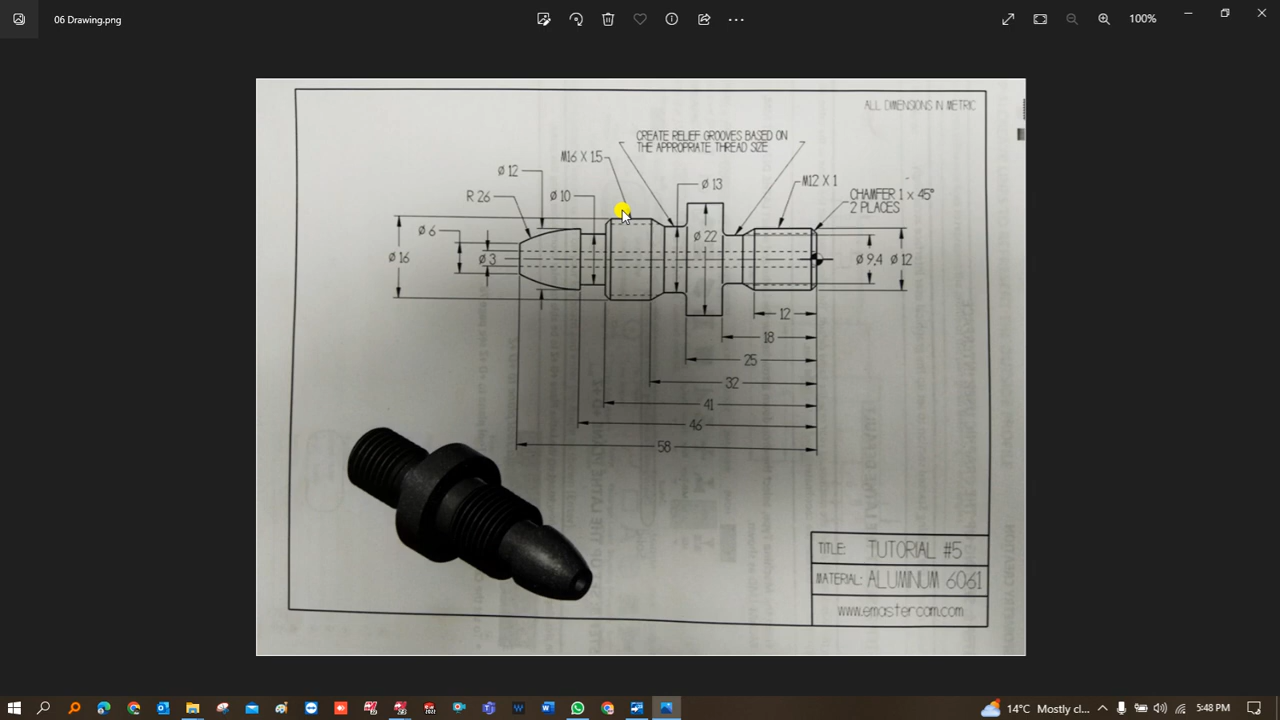 06 Drawing.png
100%
ALL DIMENSIONS IN METRIC
CREATE RELIEF GROOVES BASED ON
THE APPROPRIATE THREAD SIZE
M16 X 1.5
Ø 12
Ø 13
M12 X 1
R 26
Ø 10
CHAMFER 1 x 45°
2 PLACES
Ø 6
Ø 22
Ø 16
Ø 3
Ø 9.4
Ø 12
12
18
25
32
41
46
58
TITLE: TUTORIAL #5
MATERIAL: ALUMINUM 6061
www.emastercam.com
14°C Mostly cl...
5:48 PM